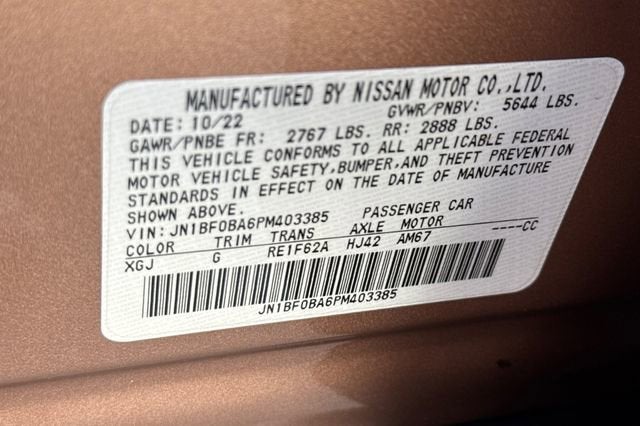 MANUFACTURED BY NISSAN MOTOR CO.,LTD.
DATE: 10/22 GVWR/PNBV: 5644 LBS.
GAWR/PNBE FR: 2767 LBS. RR: 2888 LBS.
THIS VEHICLE CONFORMS TO ALL APPLICABLE FEDERAL
MOTOR VEHICLE SAFETY,BUMPER,AND THEFT PREVENTION
STANDARDS IN EFFECT ON THE DATE OF MANUFACTURE
SHOWN ABOVE.
VIN: JN1BF0BA6PM403385 PASSENGER CAR
COLOR TRIM TRANS AXLE MOTOR
XGJ G RE1F62A HJ42 AM67 ----CC
JN1BF0BA6PM403385